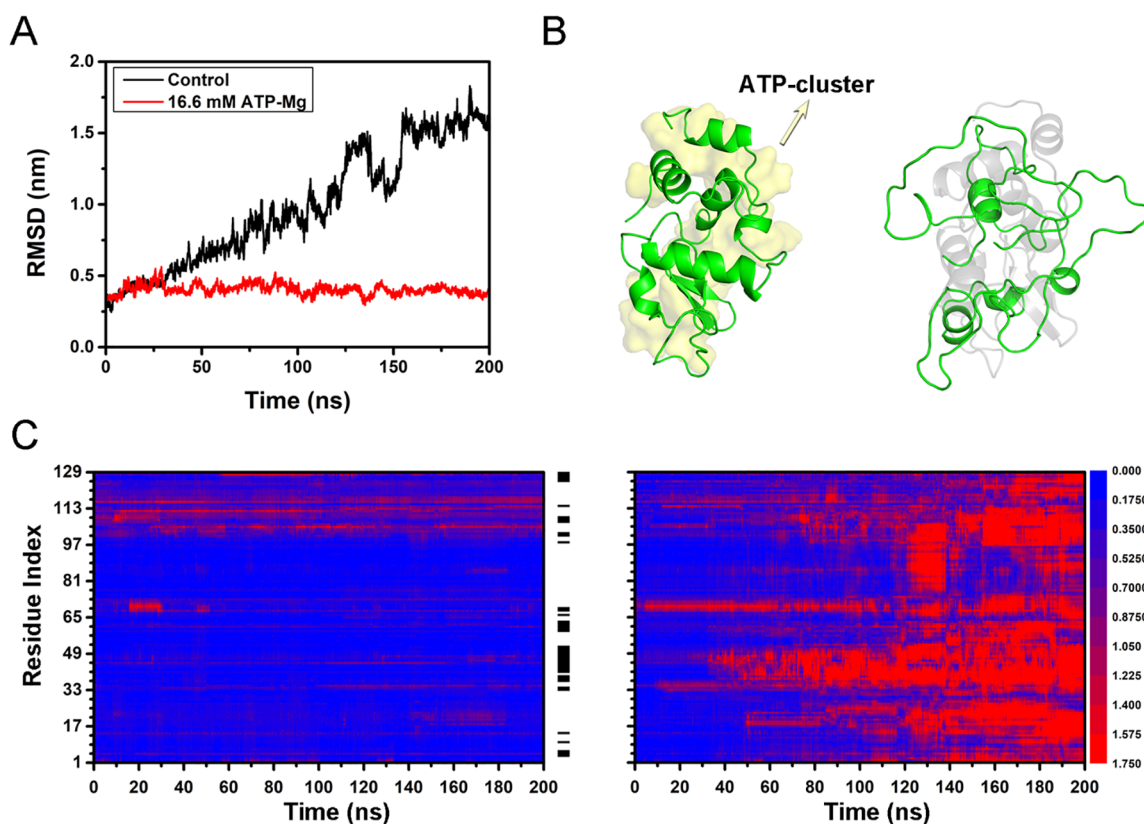 A
B
2.0
1.5
1.0
0.5
0.0
RMSD (nm)
Control
16.6 mM ATP-Mg
0 50 100 150 200
Time (ns)
ATP-cluster
C
Residue Index
129
113
97
81
65
49
33
17
1
0 20 40 60 80 100 120 140 160 180 200
Time (ns)
0 20 40 60 80 100 120 140 160 180 200
Time (ns)
0.000
0.1750
0.3500
0.5250
0.7000
0.8750
1.050
1.225
1.400
1.575
1.750